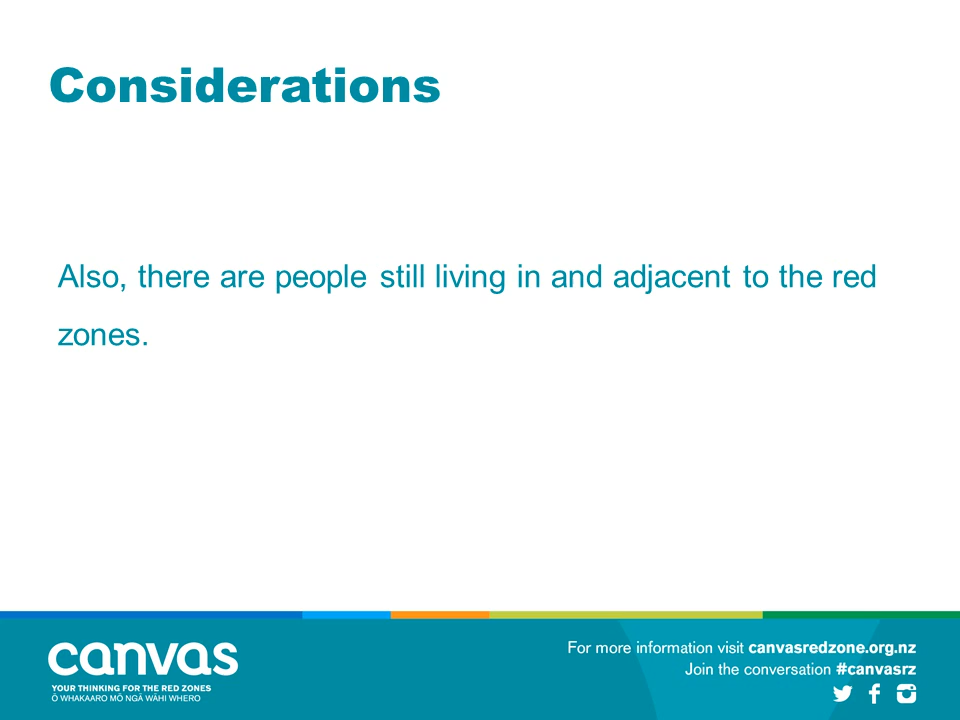 Considerations
Also, there are people still living in and adjacent to the red
zones.
canvas
YOUR THINKING FOR THE RED ZONES
Ō WHAKAARO MŌ NGĀ WĀHI WHERO
For more information visit canvasredzone.org.nz
Join the conversation #canvasrz